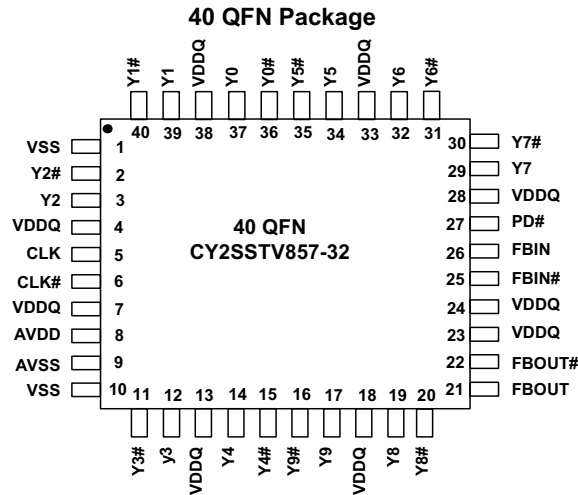 40 QFN Package
Y1# Y1 VDDQ Y0 Y0# Y5# Y5 VDDQ Y6 Y6#
40 39 38 37 36 35 34 33 32 31
VSS 1
Y2# 2
Y2 3
VDDQ 4
CLK 5
CLK# 6
VDDQ 7
AVDD 8
AVSS 9
VSS 10
40 QFN
CY2SSTV857-32
30 Y7#
29 Y7
28 VDDQ
27 PD#
26 FBIN
25 FBIN#
24 VDDQ
23 VDDQ
22 FBOUT#
21 FBOUT
11 12 13 14 15 16 17 18 19 20
Y3# y3 VDDQ Y4 Y4# Y9# Y9 VDDQ Y8 Y8#